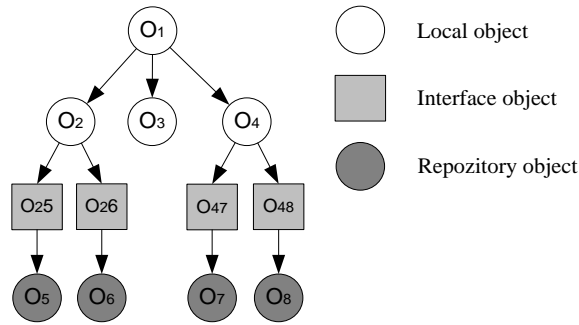 O1
Local object
O2 O3 O4
Interface object
Repozitory object
O25 O26 O47 O48
O5 O6 O7 O8